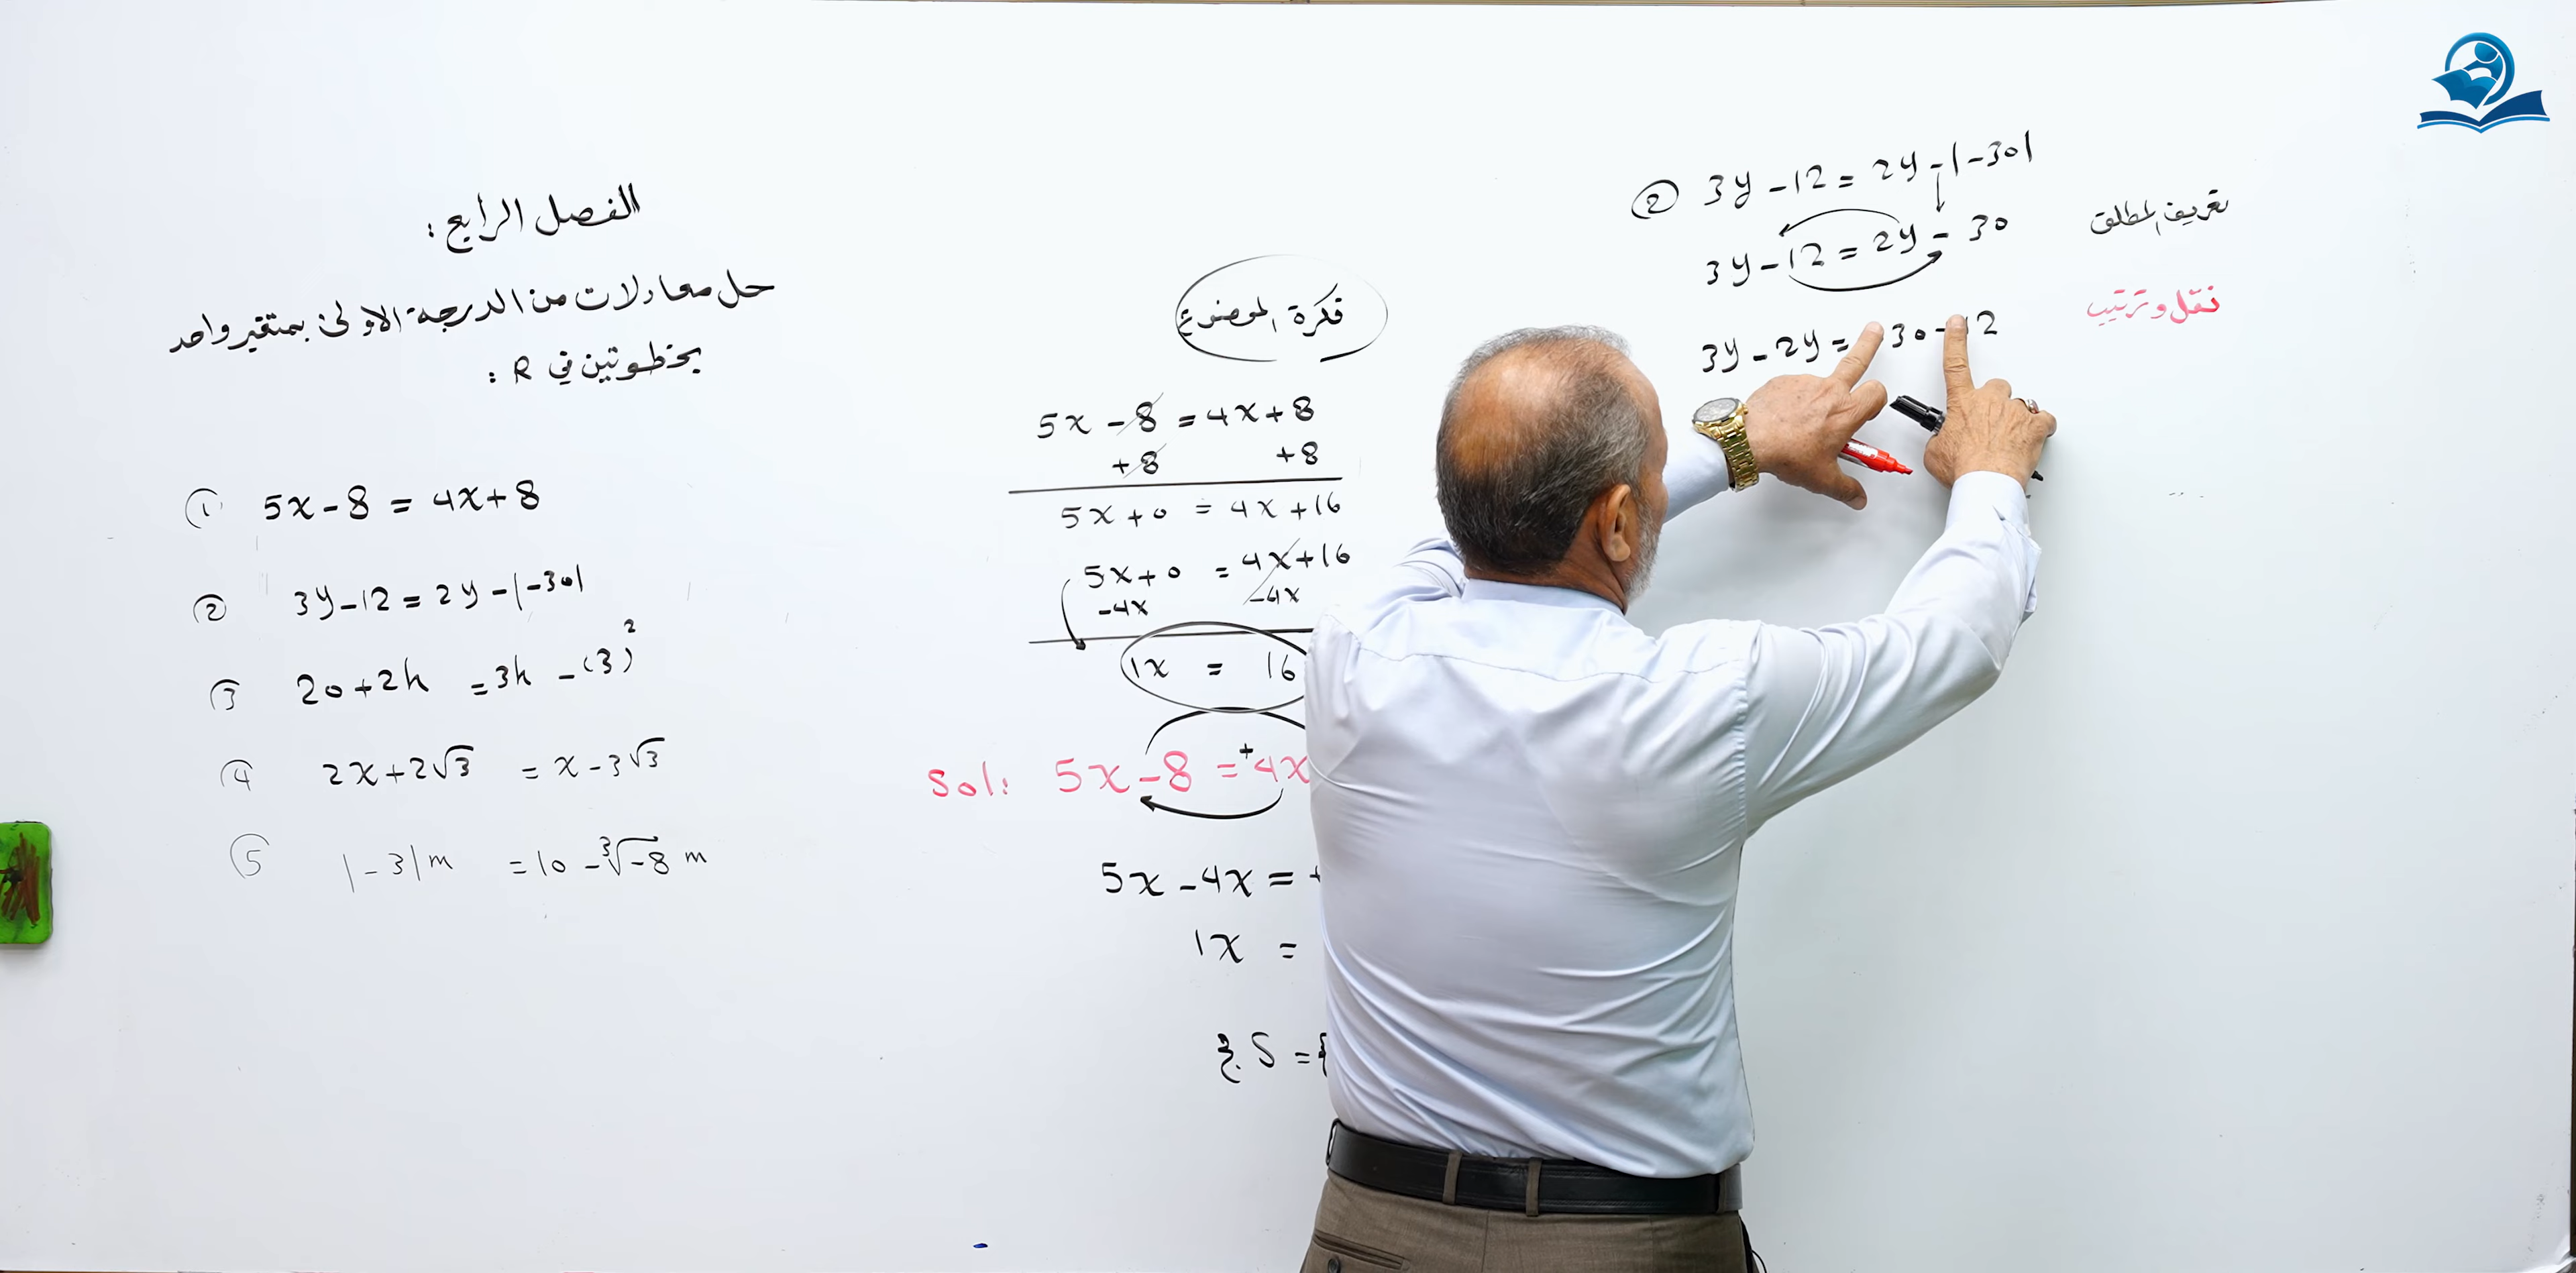 الفصل الرابع :
حل معادلات من الدرجة الاولى بمتغير واحد
بخطوتين في R :
① 5x - 8 = 4x + 8
② 3y - 12 = 2y - |-30|
③ 20 + 2h = 3h - (3)²
④ 2x + 2√3 = x - 3√3
⑤ |-3| m = 10 - ³√-8 m
فكرة الموضوع
5x - 8 = 4x + 8
+8 +8
5x + 0 = 4x + 16
5x + 0 = 4x + 16
-4x -4x
1x = 16
Sol: 5x - 8 = +4x
5x - 4x = +
1x =
S = {
② 3y - 12 = 2y - |-30|
3y - 12 = 2y - 30 تعريف المطلق
3y - 2y = 30 - 12 نقل وترتيب